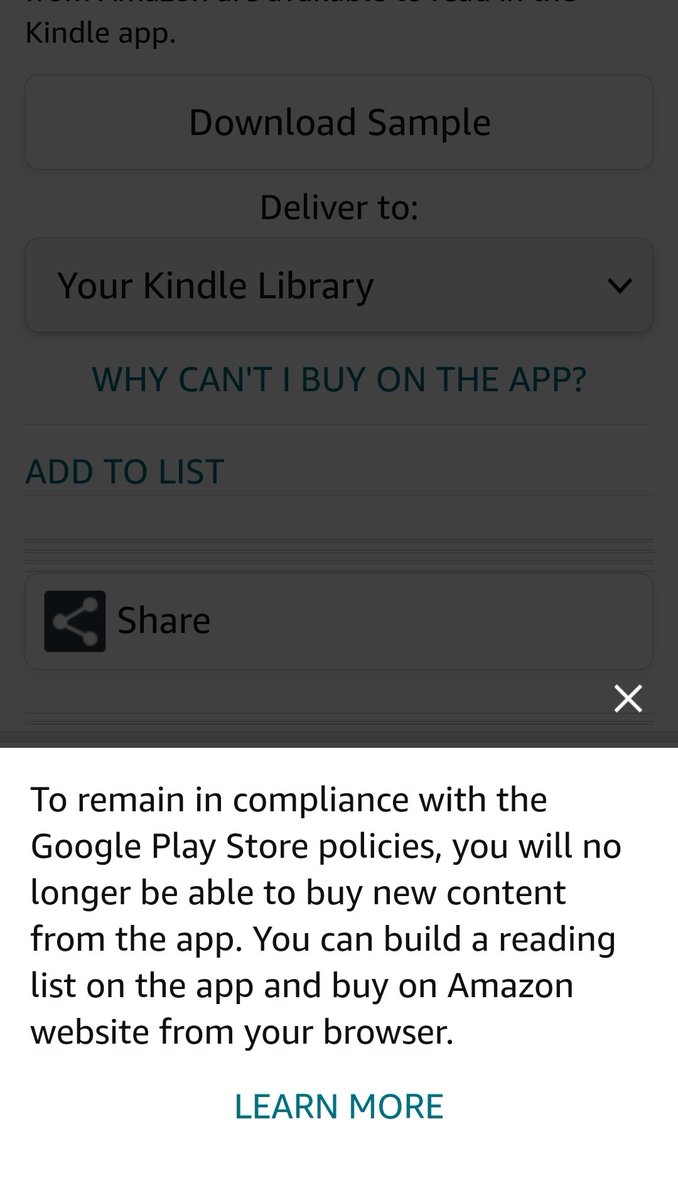 Kindle app.
Download Sample
Deliver to:
Your Kindle Library
WHY CAN'T I BUY ON THE APP?
ADD TO LIST
Share
To remain in compliance with the
Google Play Store policies, you will no
longer be able to buy new content
from the app. You can build a reading
list on the app and buy on Amazon
website from your browser.
LEARN MORE